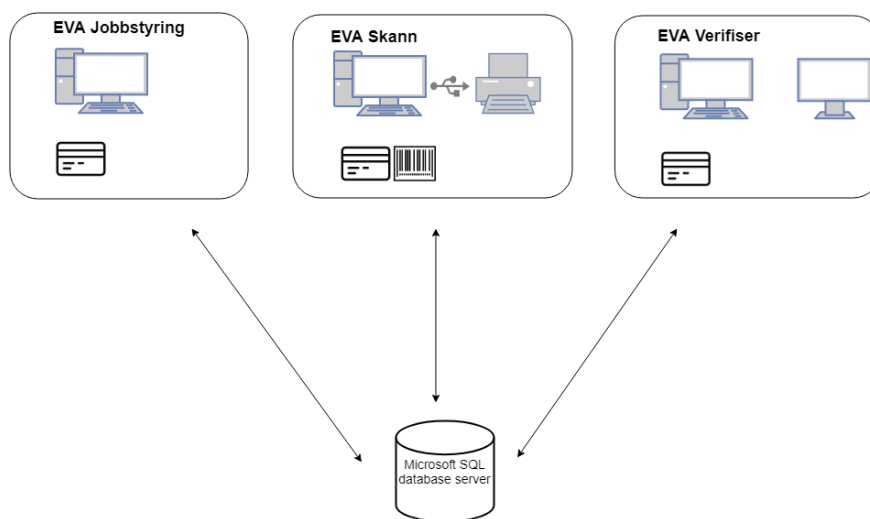 EVA Jobbstyring
EVA Skann
EVA Verifiser
Microsoft SQL
database server